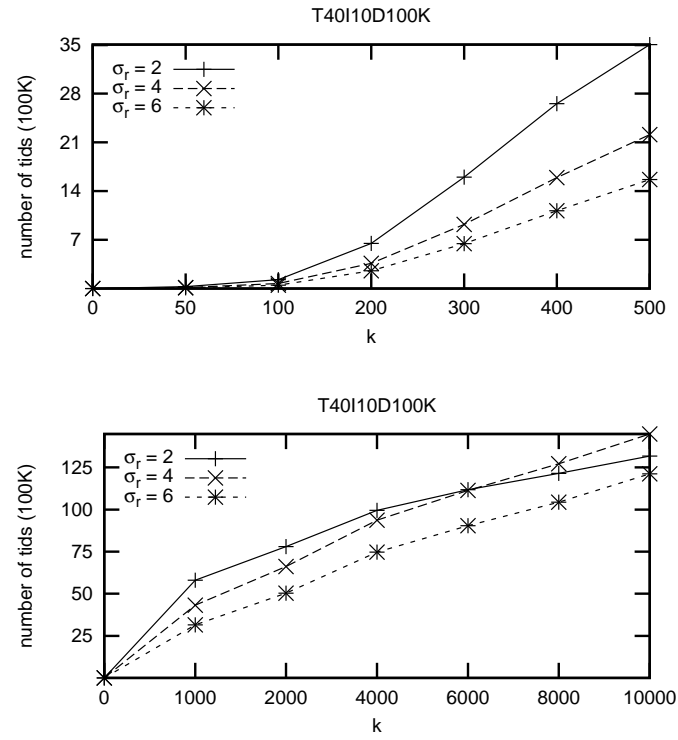 T40I10D100K
35
28
21
14
7
number of tids (100K)
σr = 2
σr = 4
σr = 6
0 50 100 200 300 400 500
k
T40I10D100K
125
100
75
50
25
number of tids (100K)
σr = 2
σr = 4
σr = 6
0 1000 2000 4000 6000 8000 10000
k